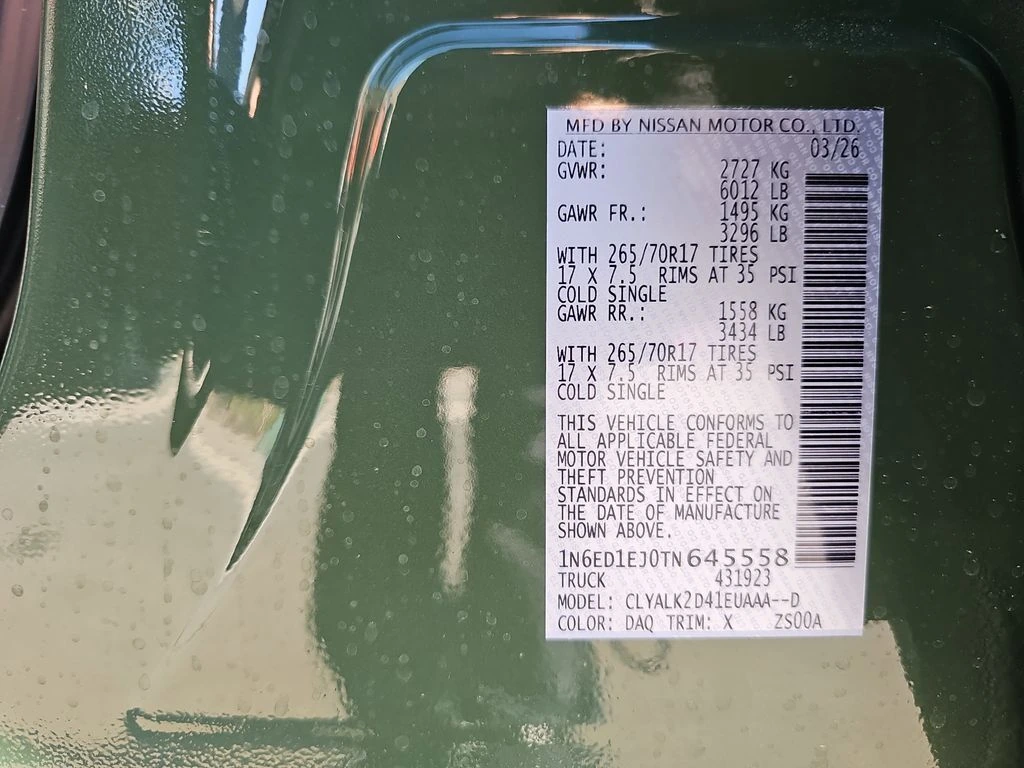 MFD BY NISSAN MOTOR CO., LTD.
DATE: 03/26
GVWR: 2727 KG
6012 LB
GAWR FR.: 1495 KG
3296 LB
WITH 265/70R17 TIRES
17 X 7.5 RIMS AT 35 PSI
COLD SINGLE
GAWR RR.: 1558 KG
3434 LB
WITH 265/70R17 TIRES
17 X 7.5 RIMS AT 35 PSI
COLD SINGLE
THIS VEHICLE CONFORMS TO
ALL APPLICABLE FEDERAL
MOTOR VEHICLE SAFETY AND
THEFT PREVENTION
STANDARDS IN EFFECT ON
THE DATE OF MANUFACTURE
SHOWN ABOVE.
1N6ED1EJ0TN645558
TRUCK 431923
MODEL: CLYALK2D41EUAAA--D
COLOR: DAQ TRIM: X ZS00A